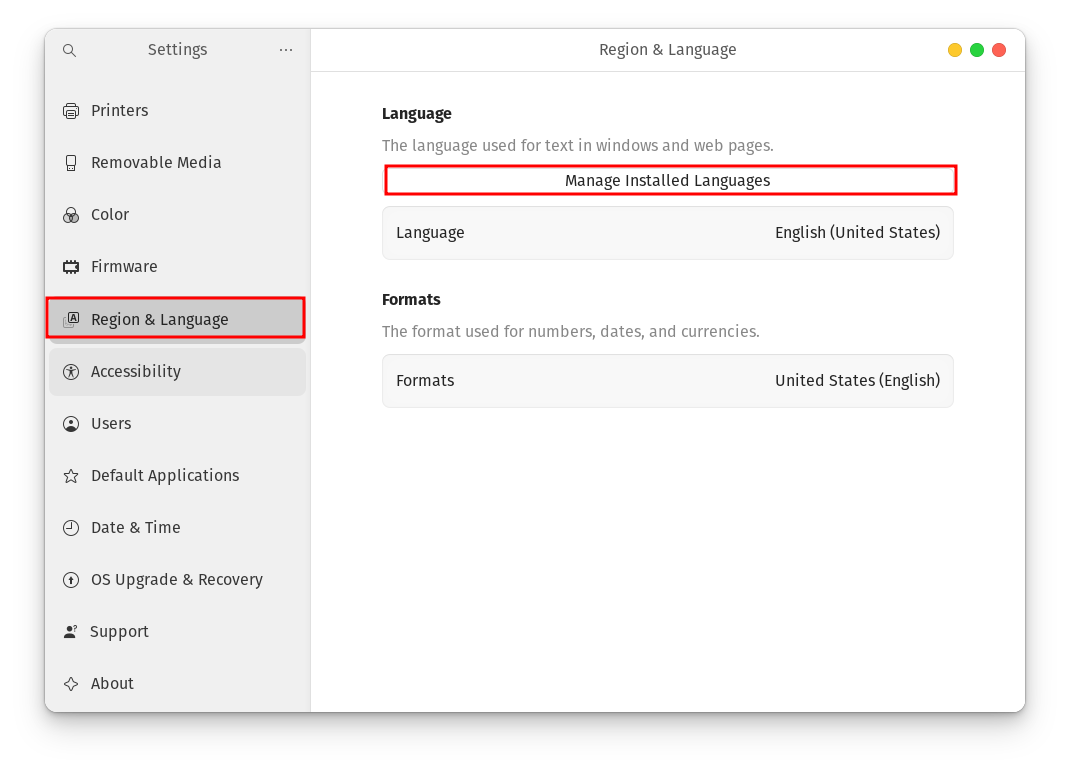 Settings
Region & Language
Printers
Removable Media
Color
Firmware
Region & Language
Accessibility
Users
Default Applications
Date & Time
OS Upgrade & Recovery
Support
About
Language
The language used for text in windows and web pages.
Manage Installed Languages
Language English (United States)
Formats
The format used for numbers, dates, and currencies.
Formats United States (English)